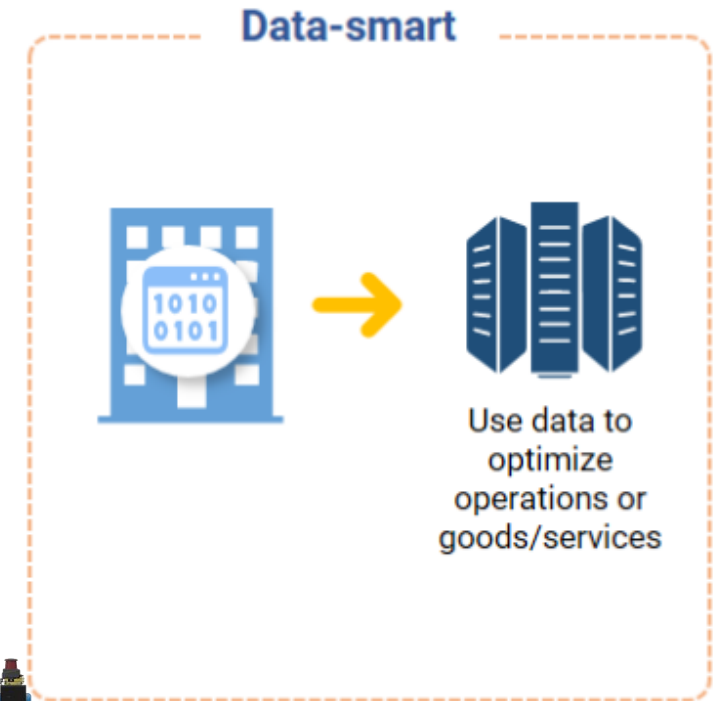 Data-smart
1010
0101
Use data to
optimize
operations or
goods/services